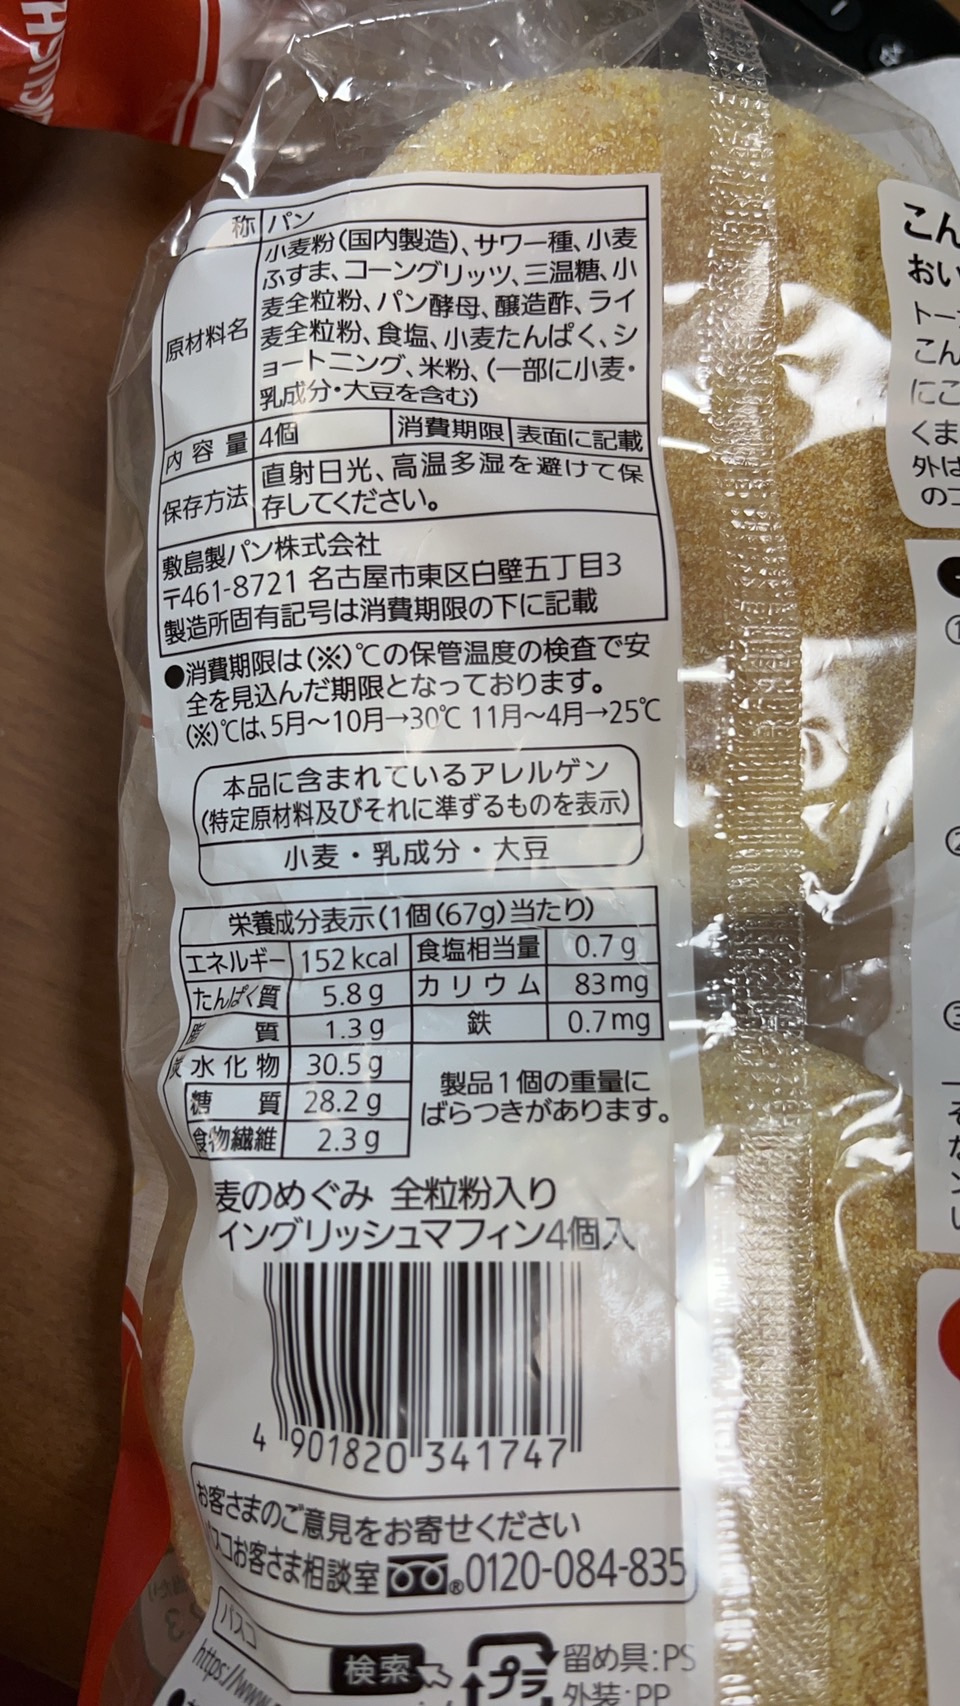 称 パン
原材料名
小麦粉(国内製造)、サワー種、小麦
ふすま、コーングリッツ、三温糖、小
麦全粒粉、パン酵母、醸造酢、ライ
麦全粒粉、食塩、小麦たんぱく、シ
ョートニング、米粉、(一部に小麦・
乳成分・大豆を含む)
内容量 4個 消費期限 表面に記載
保存方法
直射日光、高温多湿を避けて保
存してください。
敷島製パン株式会社
〒461-8721 名古屋市東区白壁五丁目3
製造所固有記号は消費期限の下に記載
●消費期限は(※)℃の保管温度の検査で安
全を見込んだ期限となっております。
(※)℃は、5月〜10月→30℃ 11月〜4月→25℃
本品に含まれているアレルゲン
(特定原材料及びそれに準ずるものを表示)
小麦・乳成分・大豆
栄養成分表示(1個(67g)当たり)
エネルギー 152kcal 食塩相当量 0.7g
たんぱく質 5.8g カリウム 83mg
脂質 1.3g 鉄 0.7mg
炭水化物 30.5g
糖質 28.2g
食物繊維 2.3g
製品1個の重量に
ばらつきがあります。
麦のめぐみ 全粒粉入り
イングリッシュマフィン4個入
4 901820 341747
お客さまのご意見をお寄せください
パスコお客さま相談室 ®0120-084-835
パスコ 検索
https://www.
プラ
留め具:PS
外装:PP
こん
おい
トー
こん
にこ
くま
外は
のコ
①
②
③